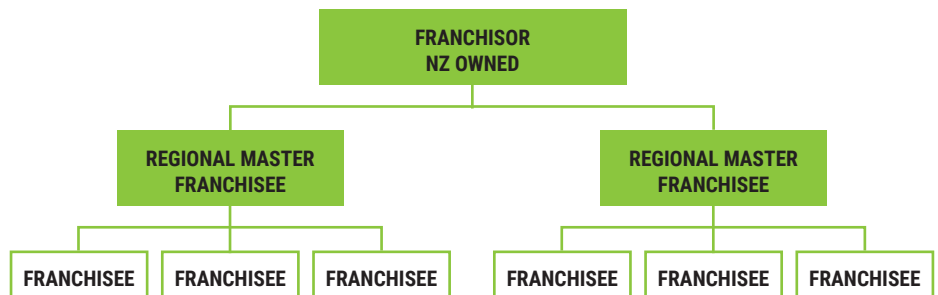 FRANCHISOR
NZ OWNED
REGIONAL MASTER
FRANCHISEE
REGIONAL MASTER
FRANCHISEE
FRANCHISEE
FRANCHISEE
FRANCHISEE
FRANCHISEE
FRANCHISEE
FRANCHISEE